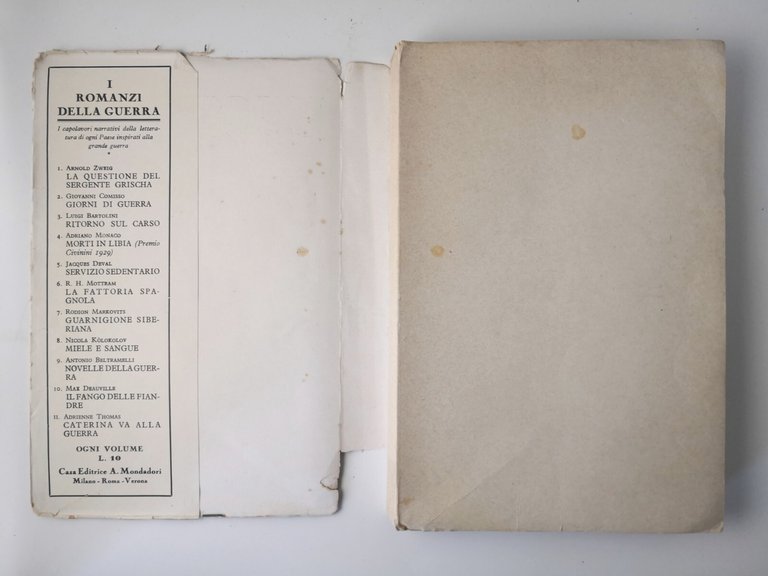 I
ROMANZI
DELLA GUERRA
I capolavori narrativi della lettera-
tura di ogni Paese inspirati alla
grande guerra
*
1. Arnold Zweig
LA QUESTIONE DEL
SERGENTE GRISCHA
2. Giovanni Comisso
GIORNI DI GUERRA
3. Luigi Bartolini
RITORNO SUL CARSO
4. Adriano Monaco
MORTI IN LIBIA (Premio
Civinini 1929)
5. Jacques Deval
SERVIZIO SEDENTARIO
6. R. H. Mottram
LA FATTORIA SPA-
GNOLA
7. Rodion Markovits
GUARNIGIONE SIBE-
RIANA
8. Nicola Kolokolov
MIELE E SANGUE
9. Antonio Beltramelli
NOVELLE DELLA GUER-
RA
10. Max Deauville
IL FANGO DELLE FIAN-
DRE
11. Adrienne Thomas
CATERINA VA ALLA
GUERRA
OGNI VOLUME
L. 10
Casa Editrice A. Mondadori
Milano - Roma - Verona